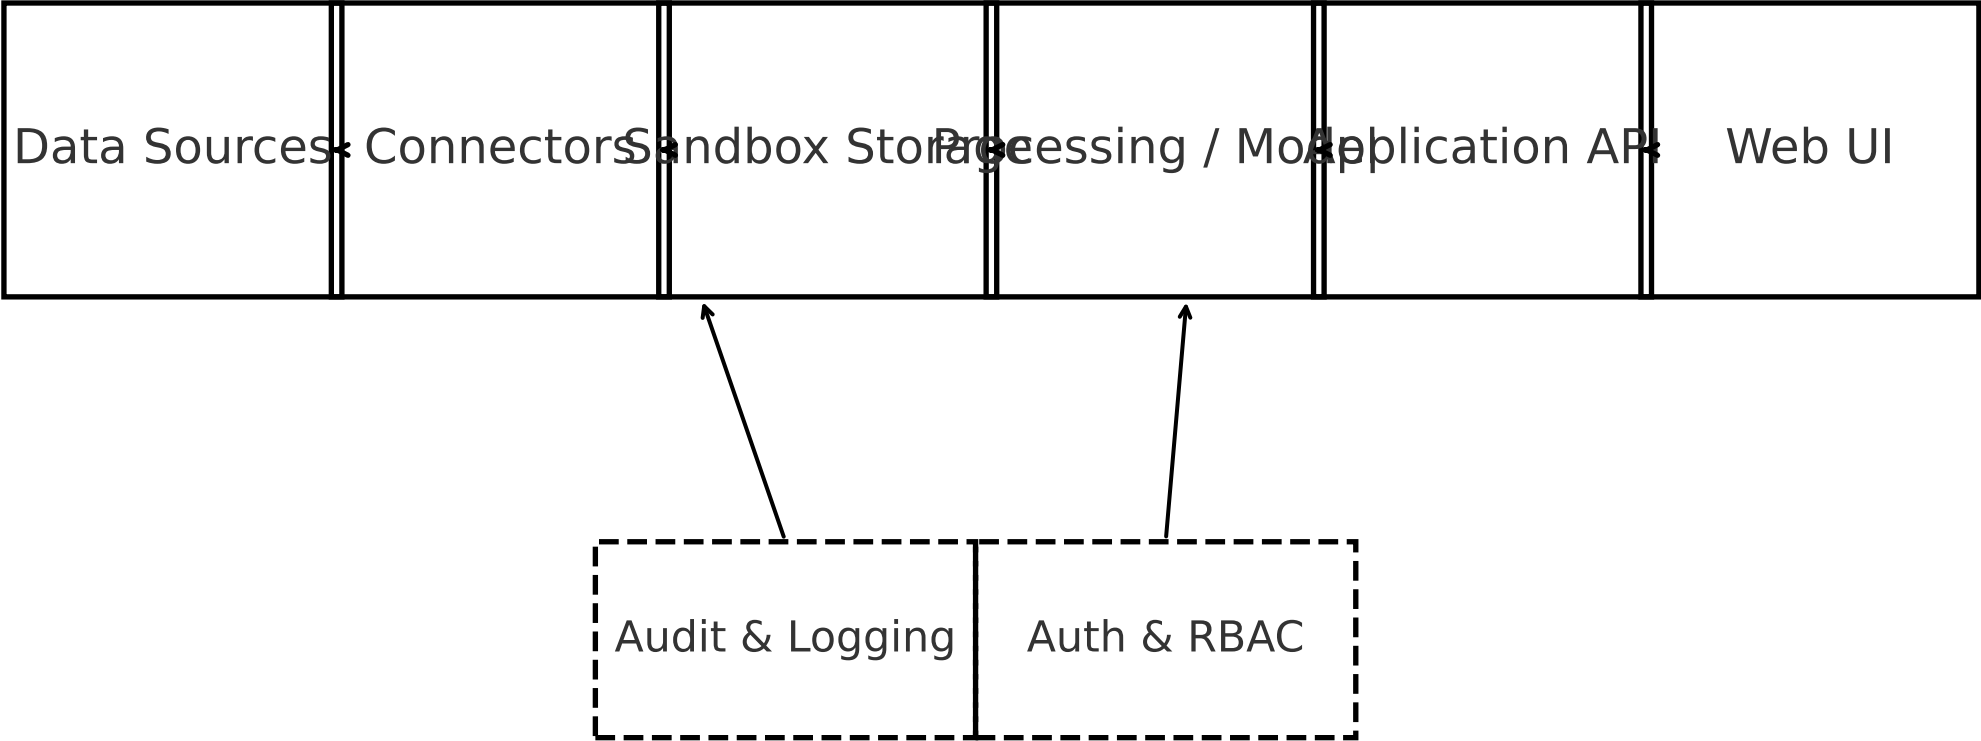 Data Sources
Connectors
Sandbox Storage
Processing / Model
Application API
Web UI
Audit & Logging
Auth & RBAC